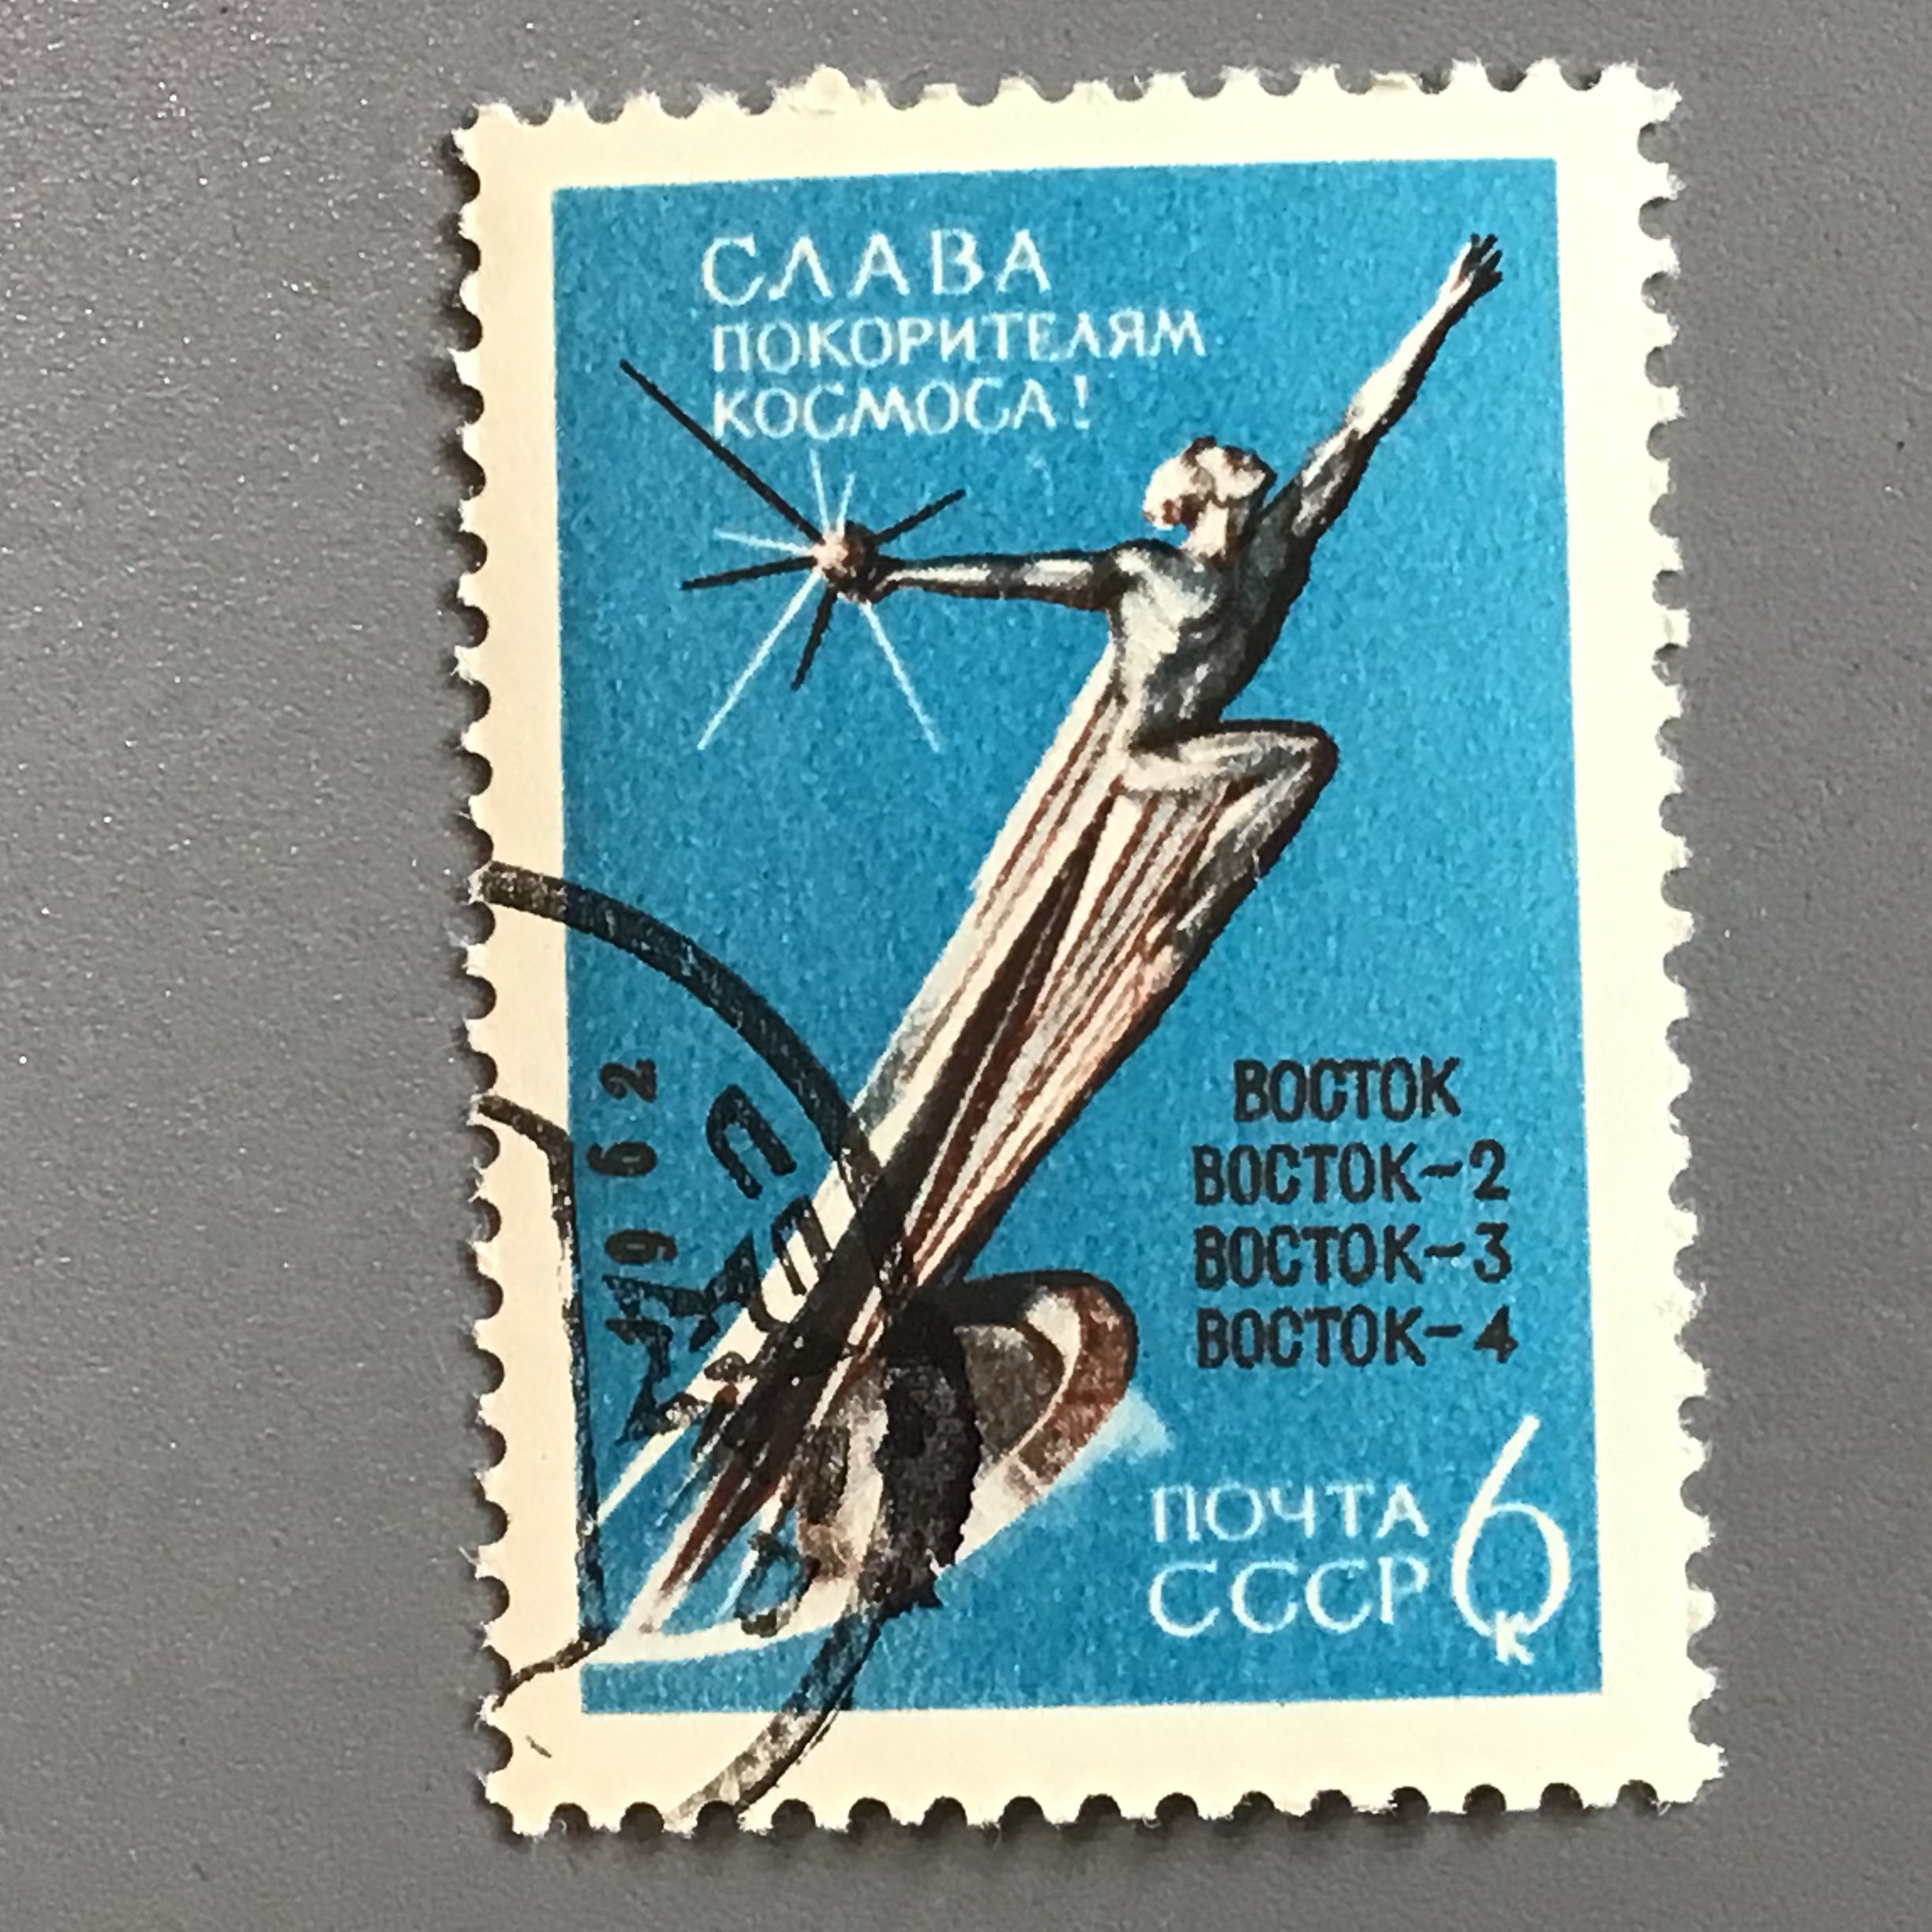 СЛАВА
ПОКОРИТЕЛЯМ
КОСМОСА!
1962
ВОСТОК
ВОСТОК-2
ВОСТОК-3
ВОСТОК-4
ПОЧТА
СССР
6
К